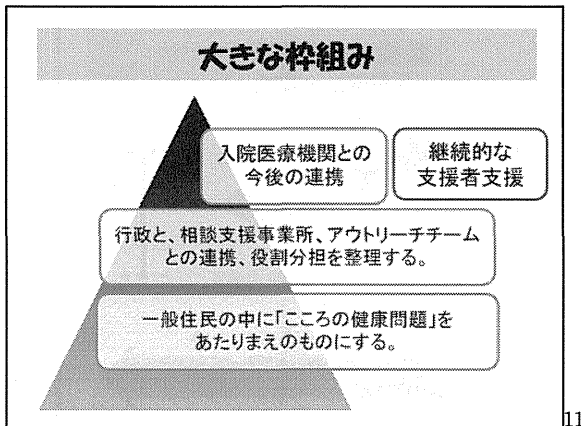 大きな枠組み
入院医療機関との
今後の連携
継続的な
支援者支援
行政と、相談支援事業所、アウトリーチチーム
との連携、役割分担を整理する。
一般住民の中に「こころの健康問題」を
あたりまえのものにする。
11